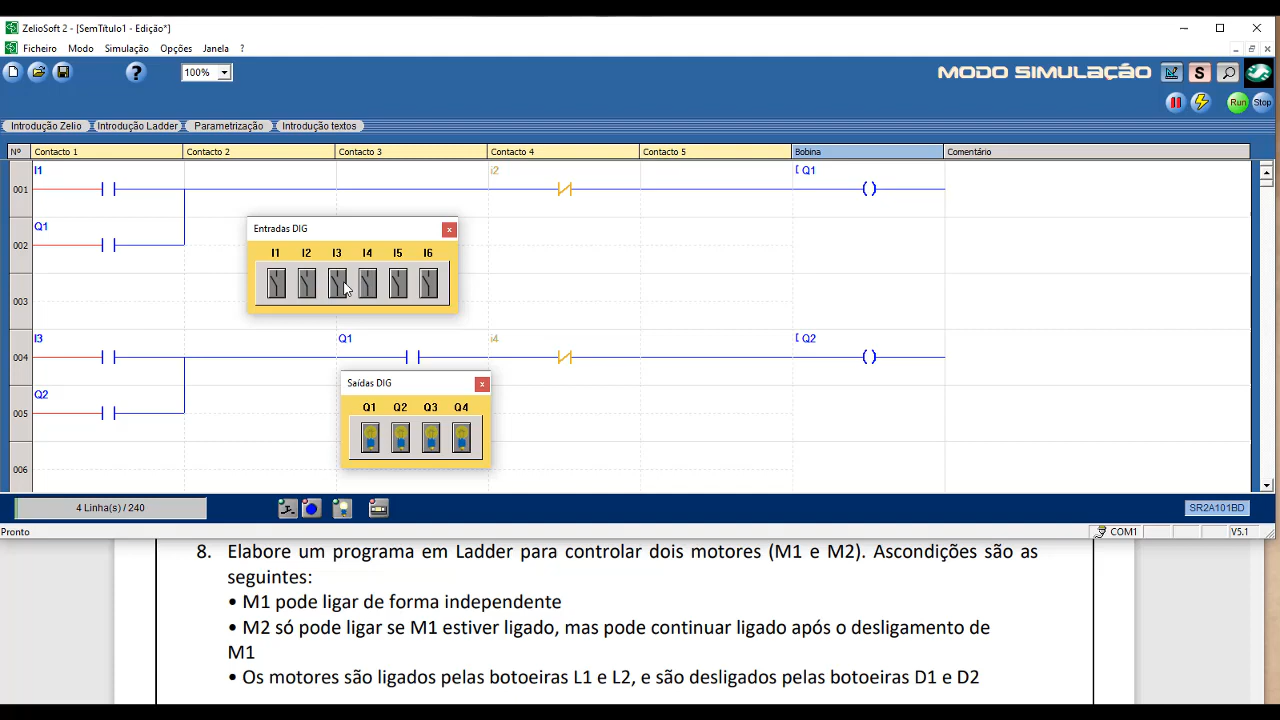 ZelioSoft 2 - [SemTítulo1 - Edição*]
Ficheiro Modo Simulação Opções Janela ?
100% MODO SIMULAÇÃO S
Run Stop
Introdução Zelio Introdução Ladder Parametrização Introdução textos
Nº Contacto 1 Contacto 2 Contacto 3 Contacto 4 Contacto 5 Bobina Comentário
I1 i2 [ Q1
001
Q1
002
Entradas DIG
I1 I2 I3 I4 I5 I6
003
I3 Q1 i4 [ Q2
004
Q2
005
Saídas DIG
Q1 Q2 Q3 Q4
006
4 Linha(s) / 240 SR2A101BD
Pronto COM1 V5.1
8. Elabore um programa em Ladder para controlar dois motores (M1 e M2). Ascondições são as
seguintes:
• M1 pode ligar de forma independente
• M2 só pode ligar se M1 estiver ligado, mas pode continuar ligado após o desligamento de
M1
• Os motores são ligados pelas botoeiras L1 e L2, e são desligados pelas botoeiras D1 e D2